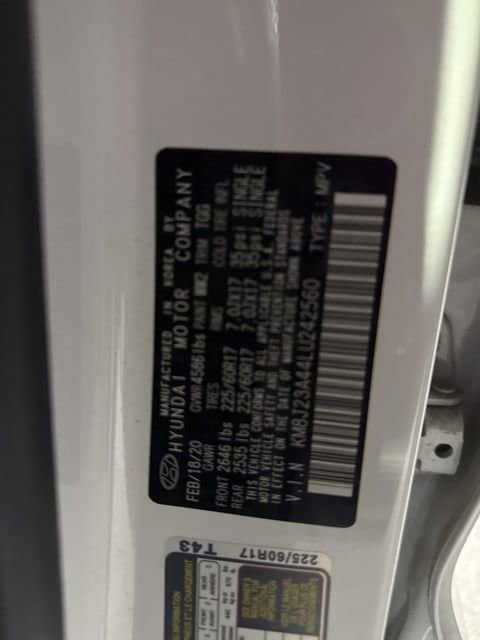 MANUFACTURED IN KOREA BY
HYUNDAI MOTOR COMPANY
FEB/18/20 GVWR 4586 lbs PAINT WW2 TRIM TGG
GAWR TIRES RIMS COLD TIRE INFL
FRONT 2646 lbs 225/60R17 7.0JX17 35psi SINGLE
REAR 2535 lbs 225/60R17 7.0JX17 35psi SINGLE
THIS VEHICLE CONFORMS TO ALL APPLICABLE U.S.A. FEDERAL
MOTOR VEHICLE SAFETY AND THEFT PREVENTION STANDARDS
IN EFFECT ON THE DATE OF MANUFACTURE SHOWN ABOVE
V.I.N KM8J23A44LU242560 TYPE : MPV
T43
225/60R17